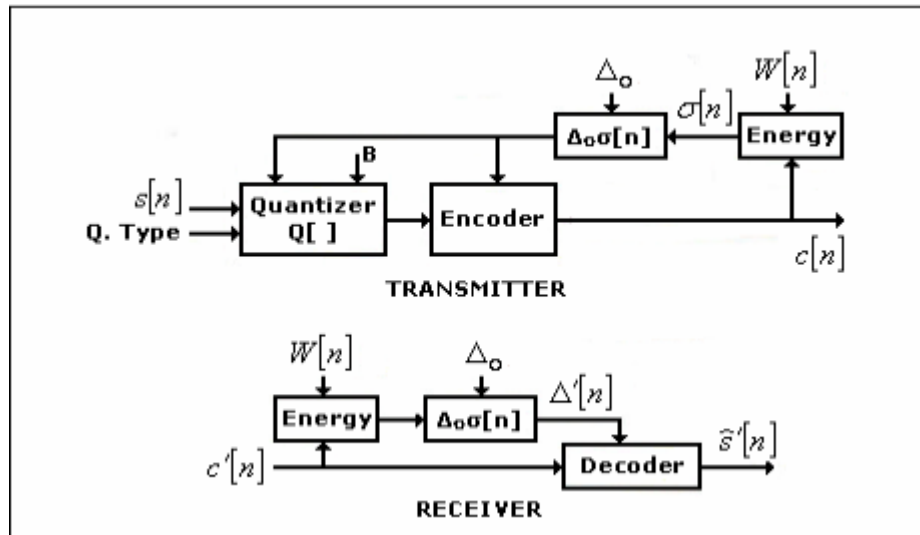 Δo
W[n]
σ[n]
Δoσ[n]
Energy
B
s[n]
Q. Type
Quantizer
Q[ ]
Encoder
c[n]
TRANSMITTER
W[n]
Δo
Δ'[n]
Energy
Δoσ[n]
ŝ'[n]
c'[n]
Decoder
RECEIVER